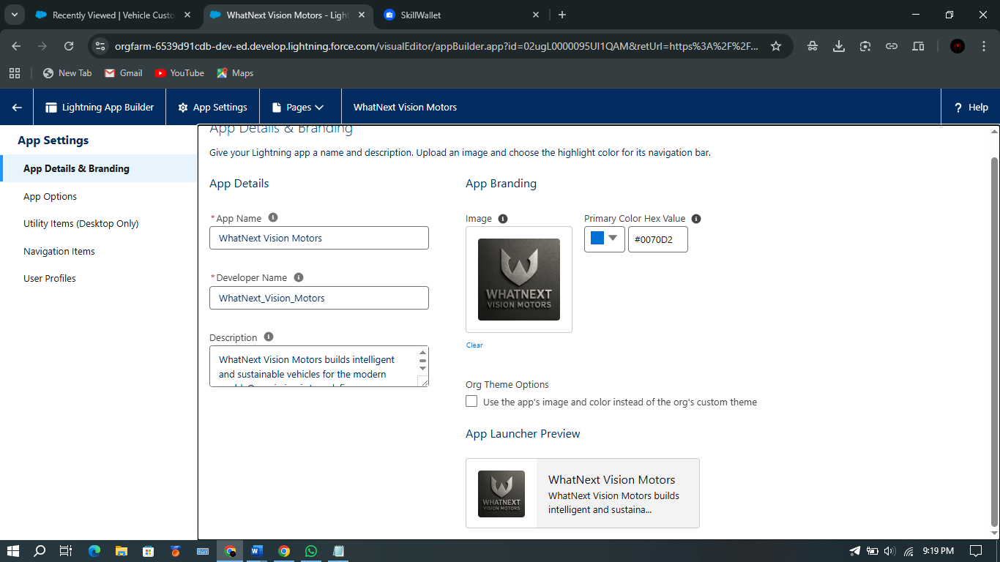 Recently Viewed | Vehicle Custo
WhatNext Vision Motors - Light
SkillWallet
orgfarm-6539d91cdb-dev-ed.develop.lightning.force.com/visualEditor/appBuilder.app?id=02ugL0000095UI1QAM&retUrl=https%3A%2F%2F...
New Tab
Gmail
YouTube
Maps
Lightning App Builder
App Settings
Pages
WhatNext Vision Motors
? Help
App Settings
App Details & Branding
App Options
Utility Items (Desktop Only)
Navigation Items
User Profiles
App Details & Branding
Give your Lightning app a name and description. Upload an image and choose the highlight color for its navigation bar.
App Details
*App Name
WhatNext Vision Motors
*Developer Name
WhatNext_Vision_Motors
Description
WhatNext Vision Motors builds intelligent
and sustainable vehicles for the modern
App Branding
Image
WHATNEXT
VISION MOTORS
Clear
Primary Color Hex Value
#0070D2
Org Theme Options
Use the app's image and color instead of the org's custom theme
App Launcher Preview
WHATNEXT
VISION MOTORS
WhatNext Vision Motors
WhatNext Vision Motors builds
intelligent and sustaina...
9:19 PM